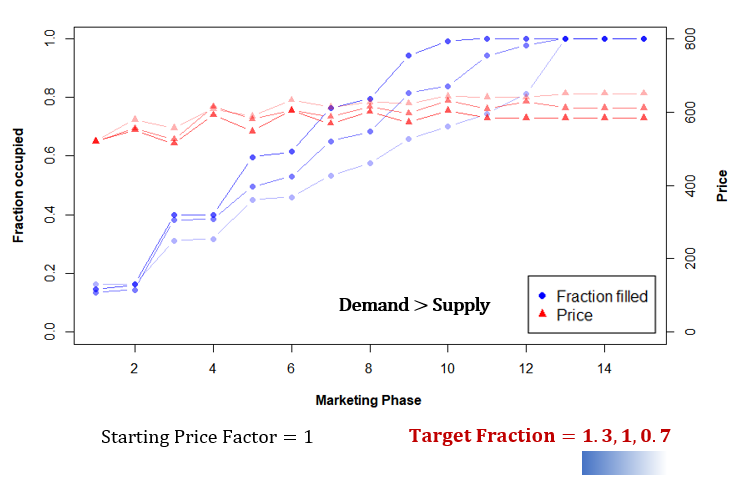 1.0
0.8
0.6
0.4
0.2
0.0
Fraction occupied
800
600
400
200
0
Price
Demand > Supply
Fraction filled
Price
2 4 6 8 10 12 14
Marketing Phase
Starting Price Factor = 1
Target Fraction = 1.3, 1, 0.7